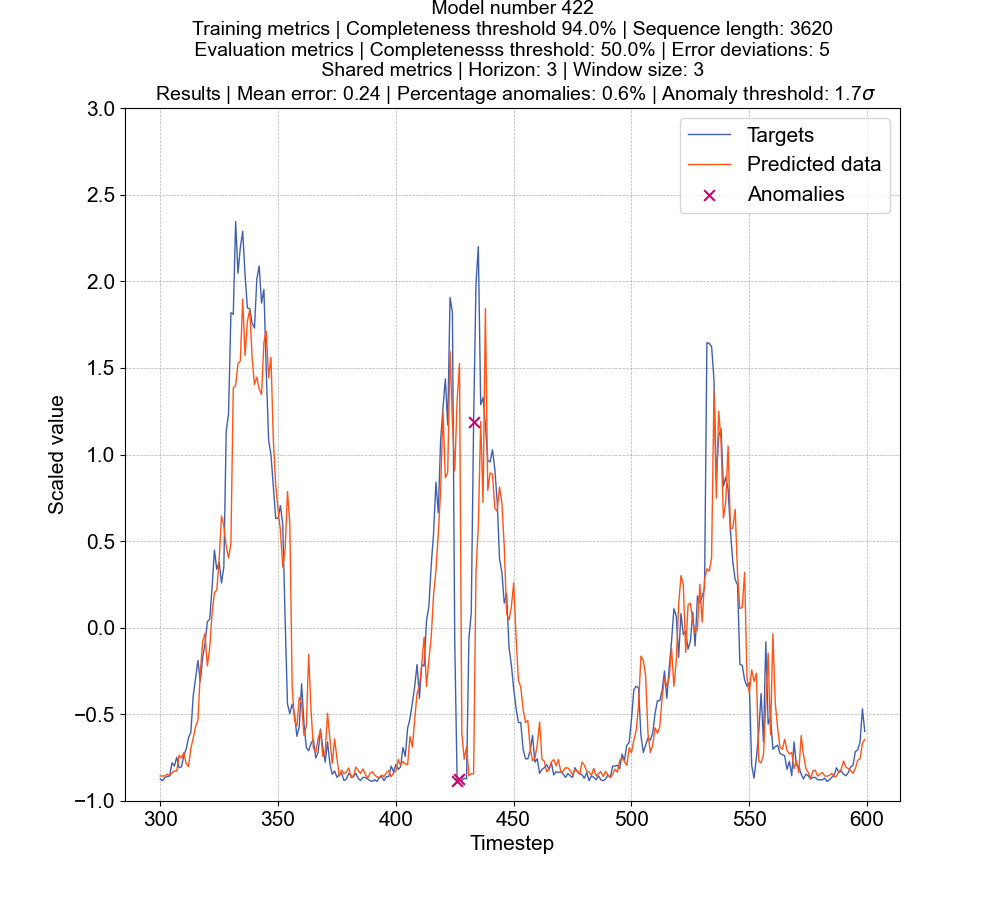 Model number 422
Training metrics | Completeness threshold 94.0% | Sequence length: 3620
Evaluation metrics | Completenesss threshold: 50.0% | Error deviations: 5
Shared metrics | Horizon: 3 | Window size: 3
Results | Mean error: 0.24 | Percentage anomalies: 0.6% | Anomaly threshold: 1.7σ
3.0
2.5
2.0
1.5
1.0
0.5
0.0
−0.5
−1.0
Scaled value
Targets
Predicted data
Anomalies
300 350 400 450 500 550 600
Timestep